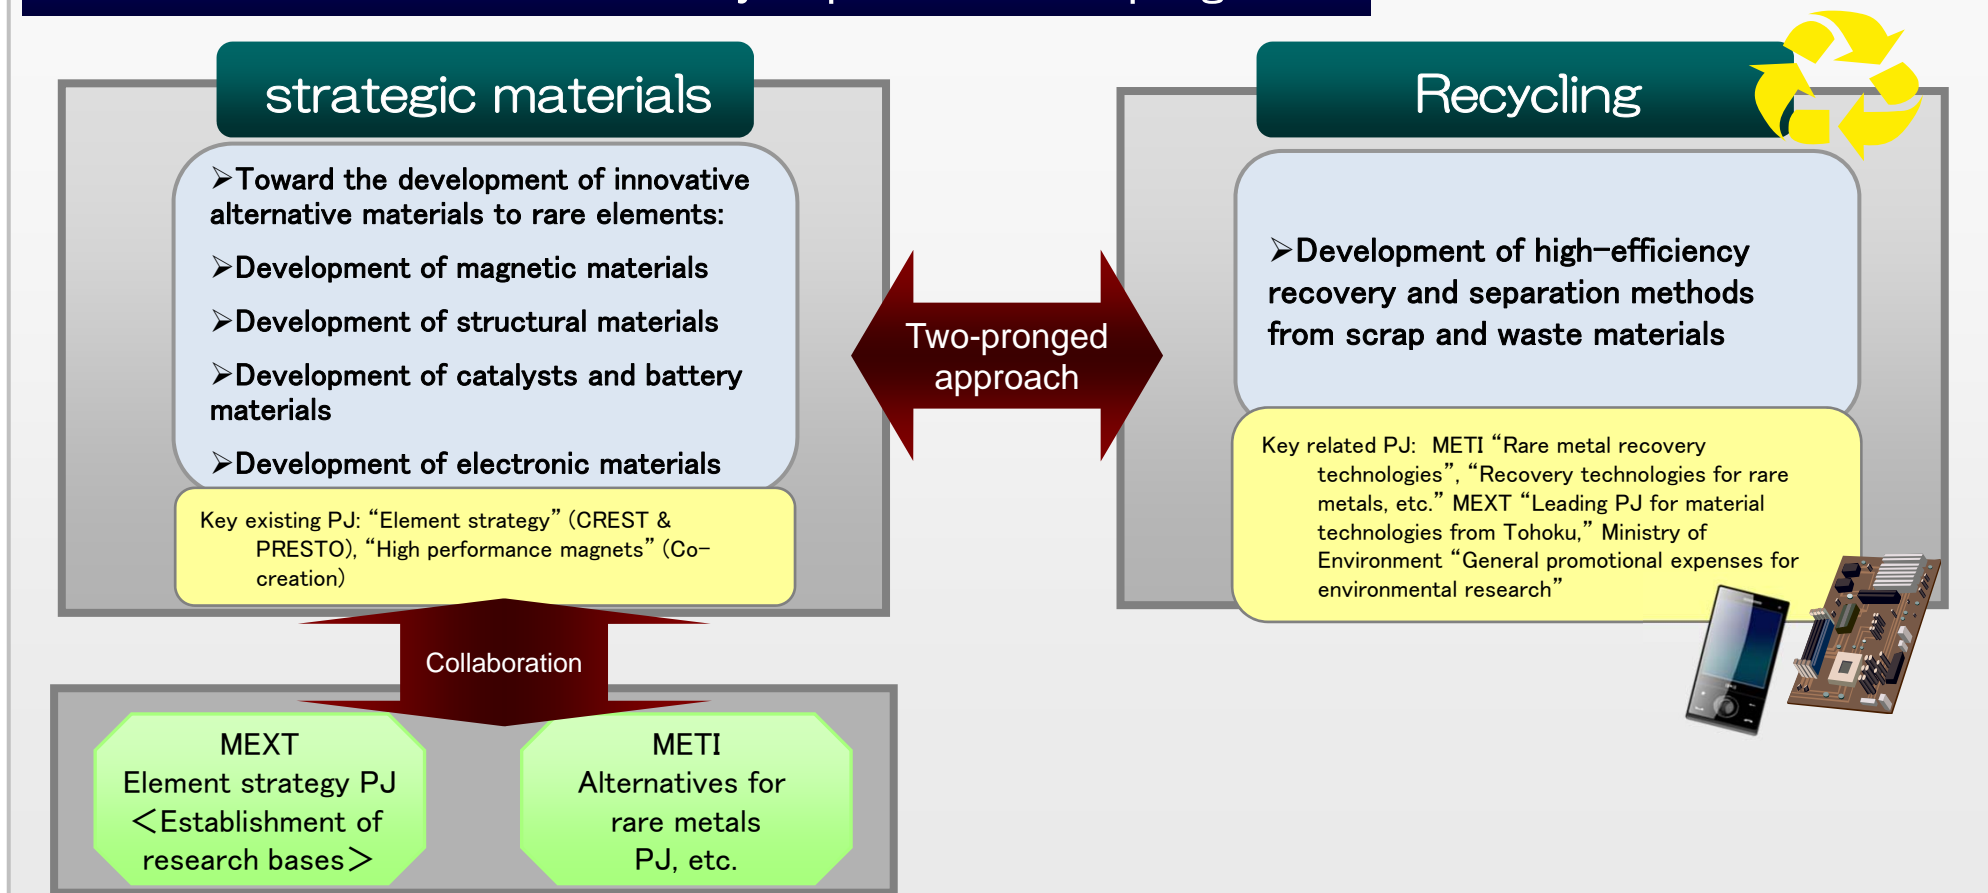 strategic materials
➢Toward the development of innovative
alternative materials to rare elements:
➢Development of magnetic materials
➢Development of structural materials
➢Development of catalysts and battery
materials
➢Development of electronic materials
Key existing PJ: “Element strategy” (CREST &
PRESTO), “High performance magnets” (Co-
creation)
Two-pronged
approach
Recycling
➢Development of high-efficiency
recovery and separation methods
from scrap and waste materials
Key related PJ: METI “Rare metal recovery
technologies”, “Recovery technologies for rare
metals, etc.” MEXT “Leading PJ for material
technologies from Tohoku,” Ministry of
Environment “General promotional expenses for
environmental research”
Collaboration
MEXT
Element strategy PJ
＜Establishment of
research bases＞
METI
Alternatives for
rare metals
PJ, etc.